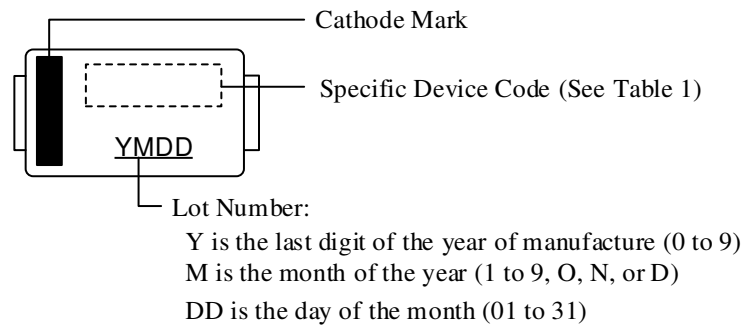 Cathode Mark
Specific Device Code (See Table 1)
YMDD
Lot Number:
Y is the last digit of the year of manufacture (0 to 9)
M is the month of the year (1 to 9, O, N, or D)
DD is the day of the month (01 to 31)